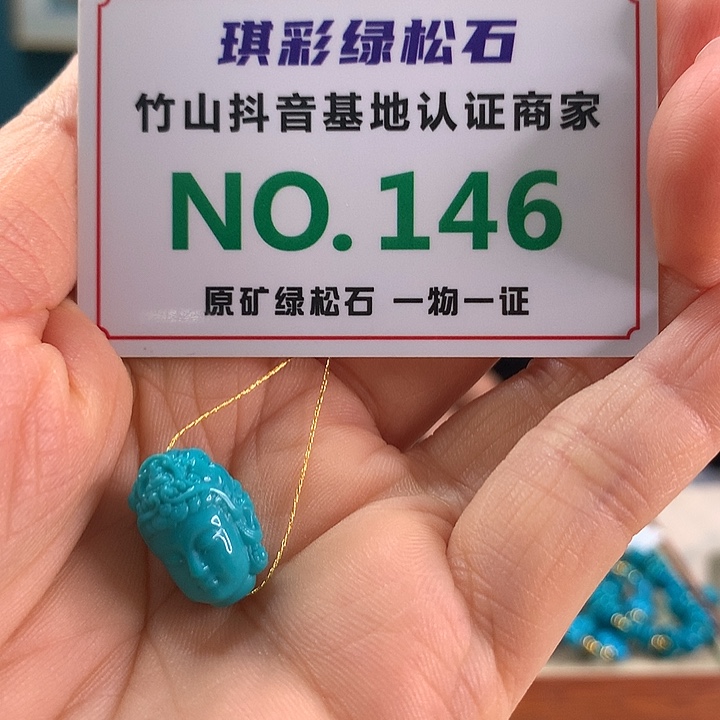 琪彩绿松石
竹山抖音基地认证商家
NO.146
原矿绿松石 一物一证